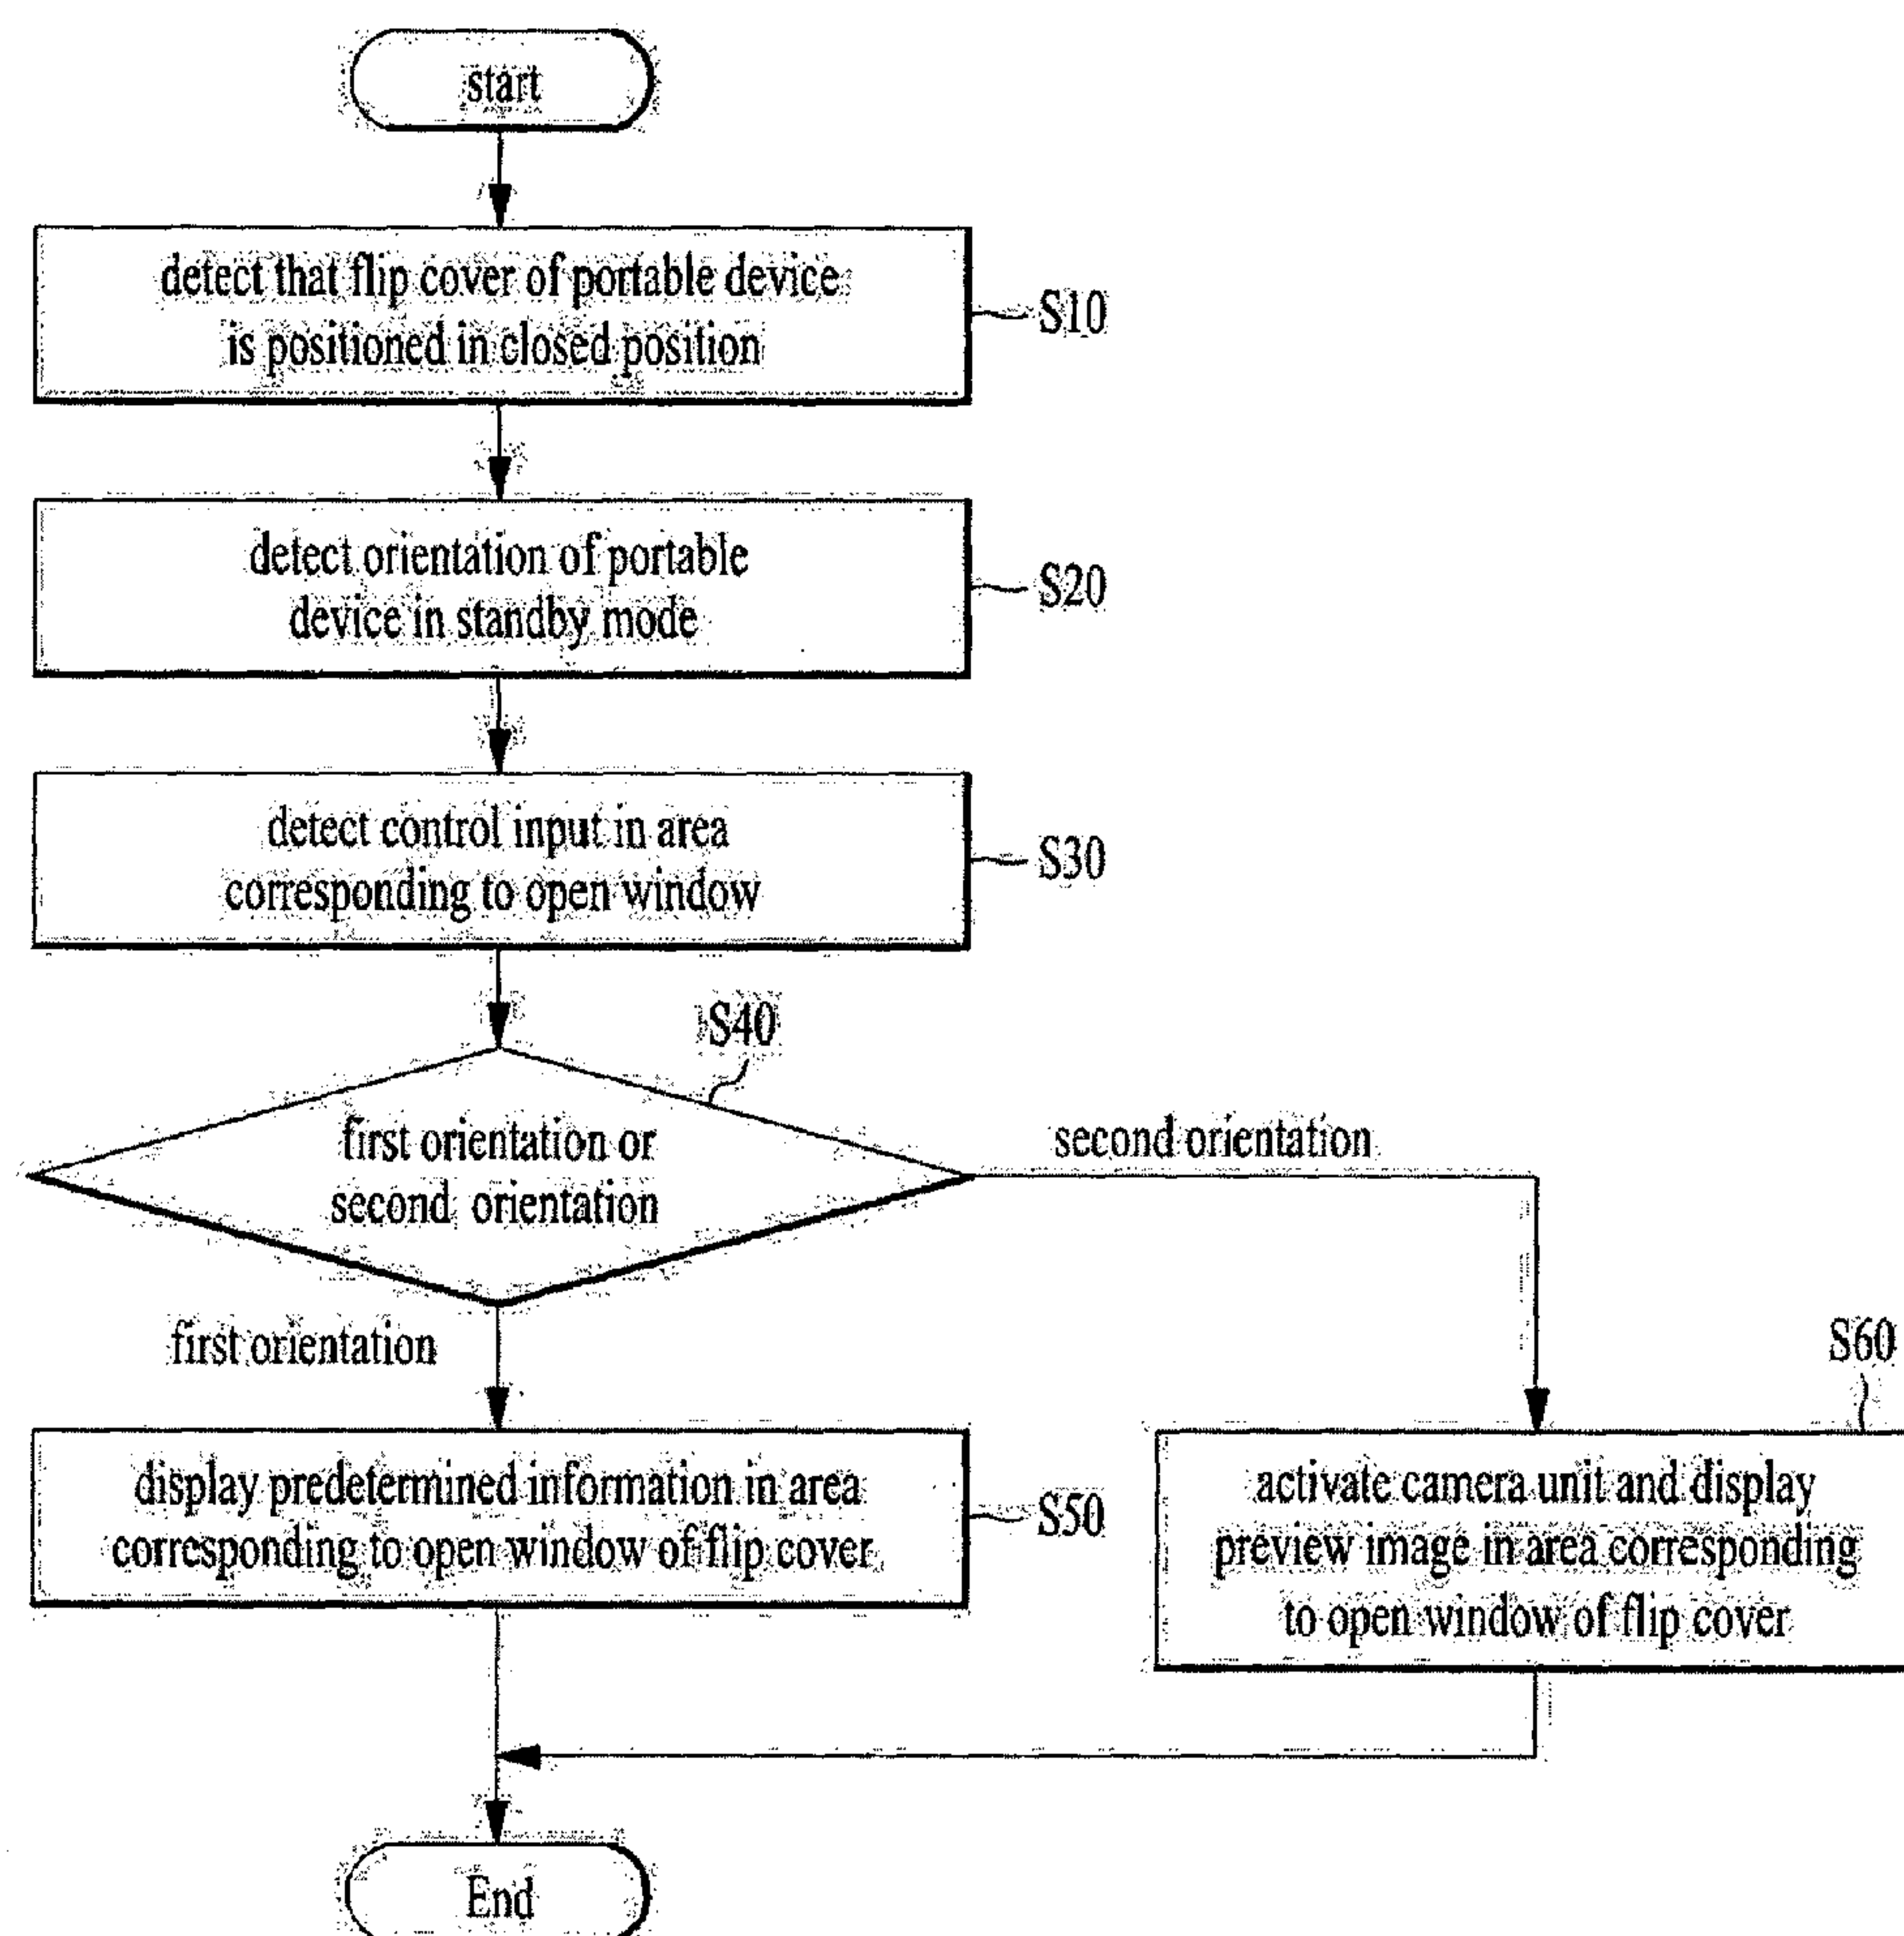 start
detect that flip cover of portable device
is positioned in closed position
S10
detect orientation of portable
device in standby mode
S20
detect control input in area
corresponding to open window
S30
S40
first orientation or
second orientation
second orientation
first orientation
S60
display predetermined information in area
corresponding to open window of flip cover
S50
activate camera unit and display
preview image in area corresponding
to open window of flip cover
End